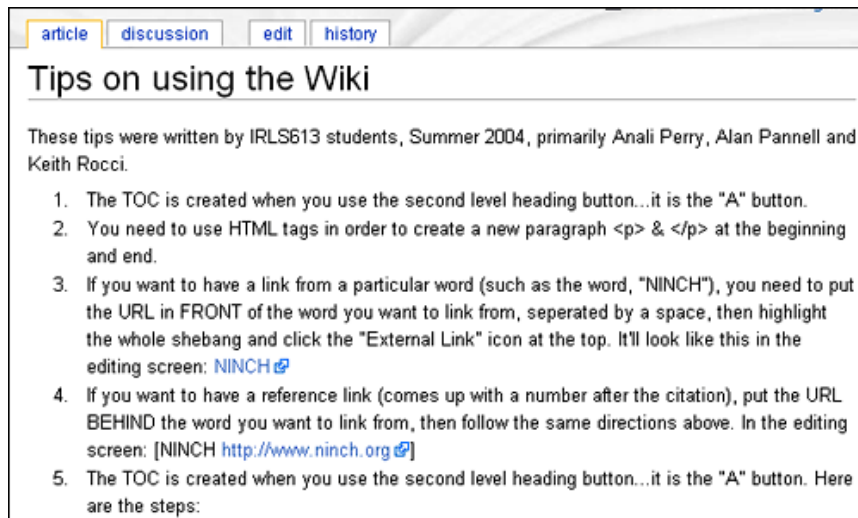 article discussion edit history
Tips on using the Wiki
These tips were written by IRLS613 students, Summer 2004, primarily Anali Perry, Alan Pannell and
Keith Rocci.
1. The TOC is created when you use the second level heading button...it is the "A" button.
2. You need to use HTML tags in order to create a new paragraph <p> & </p> at the beginning
and end.
3. If you want to have a link from a particular word (such as the word, "NINCH"), you need to put
the URL in FRONT of the word you want to link from, seperated by a space, then highlight
the whole shebang and click the "External Link" icon at the top. It'll look like this in the
editing screen: NINCH
4. If you want to have a reference link (comes up with a number after the citation), put the URL
BEHIND the word you want to link from, then follow the same directions above. In the editing
screen: [NINCH http://www.ninch.org]
5. The TOC is created when you use the second level heading button...it is the "A" button. Here
are the steps: